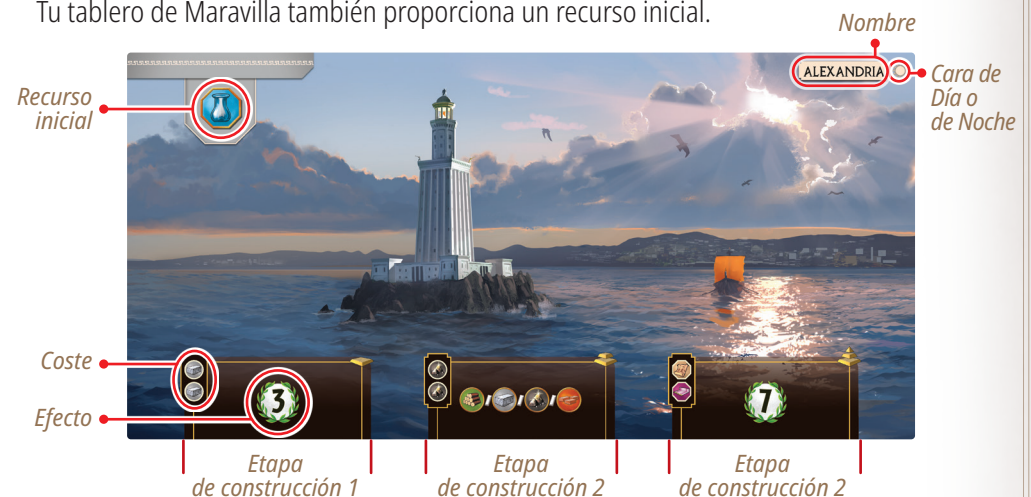 Tu tablero de Maravilla también proporciona un recurso inicial.
Nombre
ALEXANDRIA
Cara de
Día o
de Noche
Recurso
inicial
Coste
Efecto
3
7
Etapa
de construcción 1
Etapa
de construcción 2
Etapa
de construcción 2